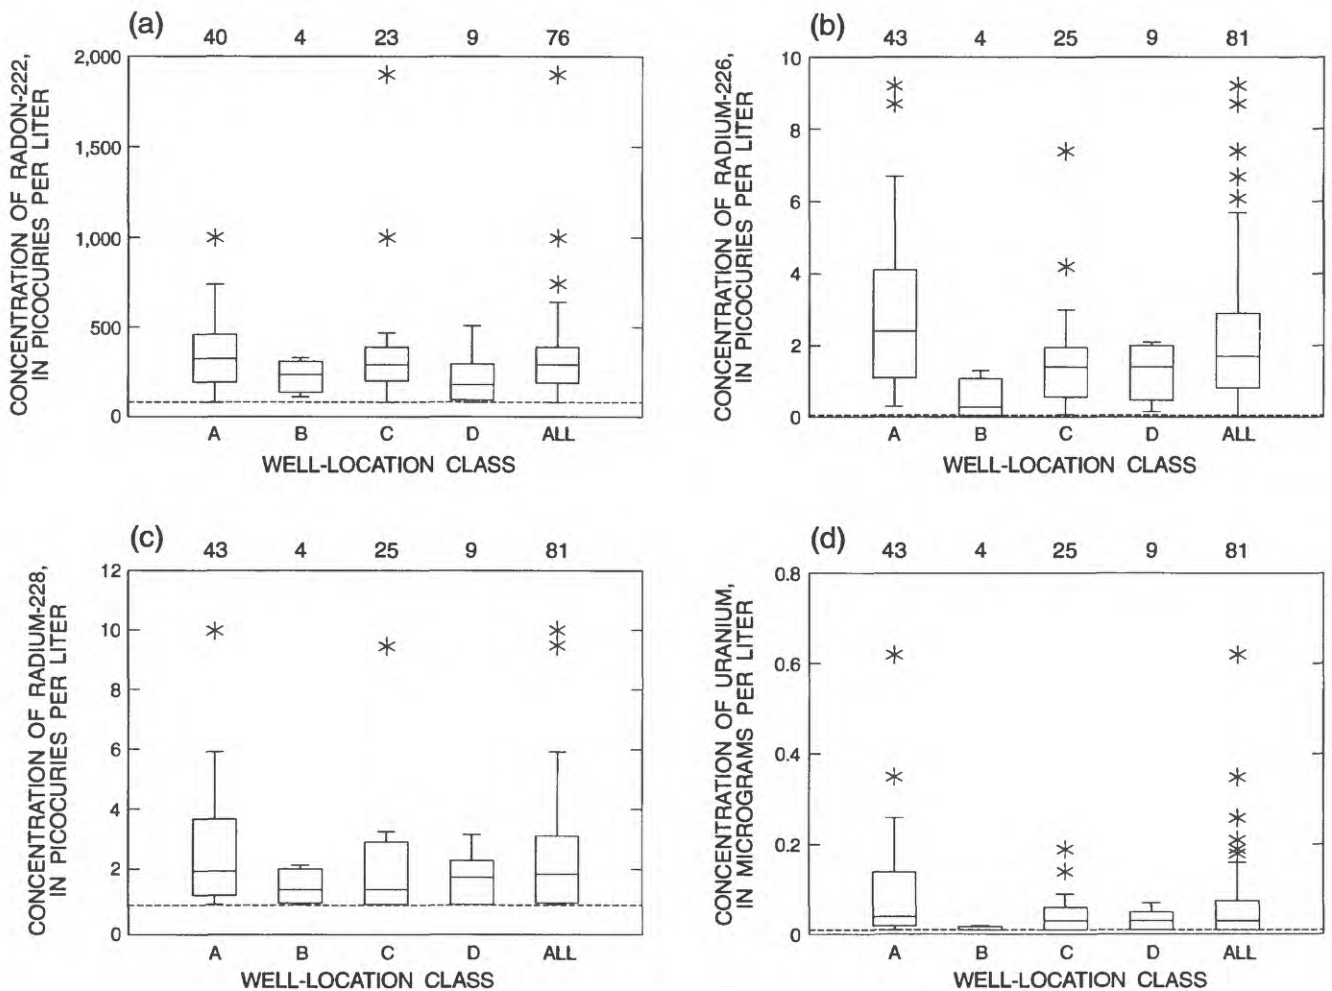 (a)
40 4 23 9 76
CONCENTRATION OF RADON-222,
IN PICOCURIES PER LITER
2,000
1,500
1,000
500
0
A B C D ALL
WELL-LOCATION CLASS
(b)
43 4 25 9 81
CONCENTRATION OF RADIUM-226,
IN PICOCURIES PER LITER
10
8
6
4
2
0
A B C D ALL
WELL-LOCATION CLASS
(c)
43 4 25 9 81
CONCENTRATION OF RADIUM-228,
IN PICOCURIES PER LITER
12
10
8
6
4
2
0
A B C D ALL
WELL-LOCATION CLASS
(d)
43 4 25 9 81
CONCENTRATION OF URANIUM,
IN MICROGRAMS PER LITER
0.8
0.6
0.4
0.2
0
A B C D ALL
WELL-LOCATION CLASS